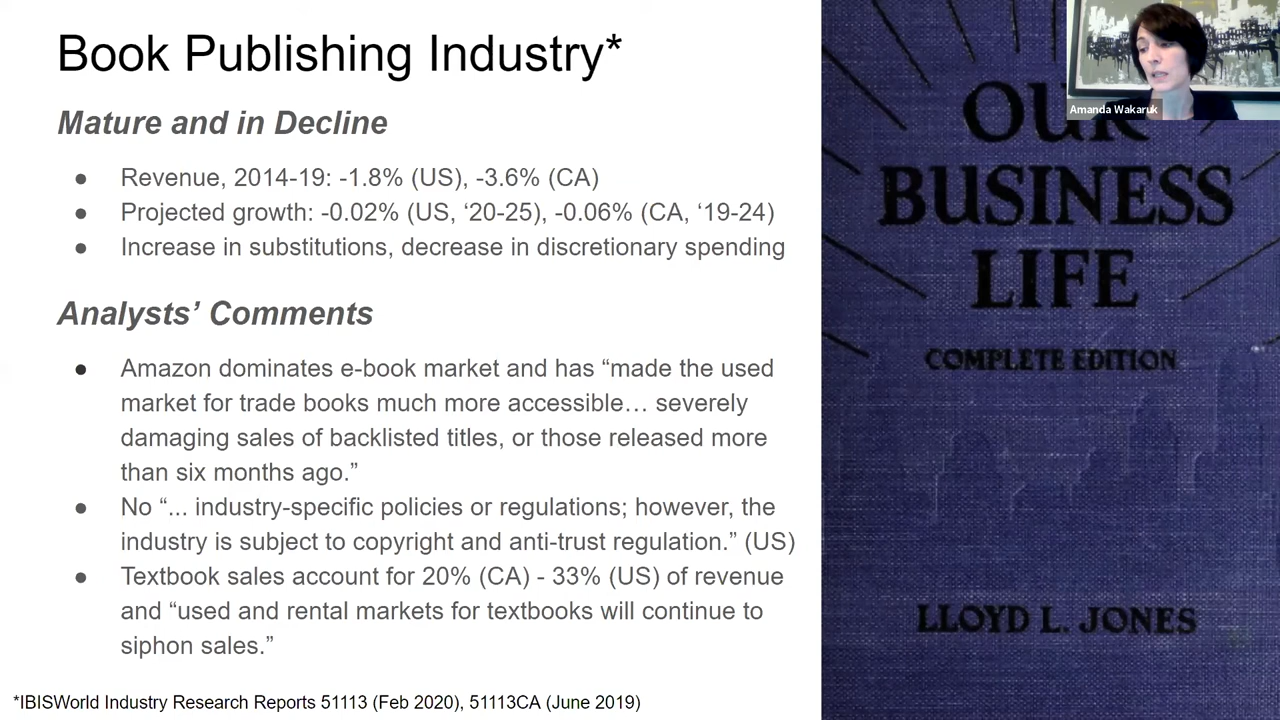 Book Publishing Industry*
Mature and in Decline
● Revenue, 2014-19: -1.8% (US), -3.6% (CA)
● Projected growth: -0.02% (US, ‘20-25), -0.06% (CA, ‘19-24)
● Increase in substitutions, decrease in discretionary spending
Analysts’ Comments
● Amazon dominates e-book market and has “made the used
market for trade books much more accessible… severely
damaging sales of backlisted titles, or those released more
than six months ago.”
● No “... industry-specific policies or regulations; however, the
industry is subject to copyright and anti-trust regulation.” (US)
● Textbook sales account for 20% (CA) - 33% (US) of revenue
and “used and rental markets for textbooks will continue to
siphon sales.”
*IBISWorld Industry Research Reports 51113 (Feb 2020), 51113CA (June 2019)
Amanda Wakaruk
OUR
BUSINESS
LIFE
COMPLETE EDITION
LLOYD L. JONES